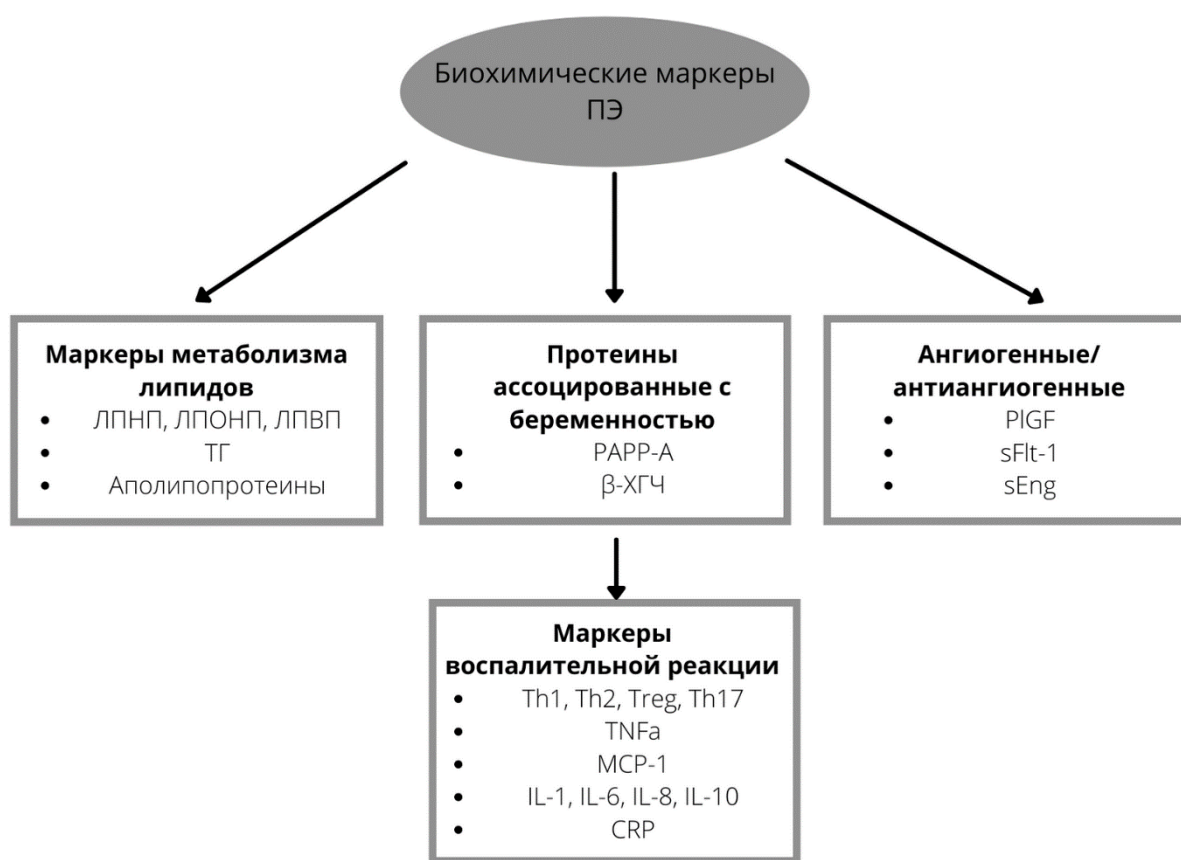 Биохимические маркеры
ПЭ
Маркеры метаболизма
липидов
• ЛПНП, ЛПОНП, ЛПВП
• ТГ
• Аполипопротеины
Протеины
ассоцированные с
беременностью
• PAPP-A
• β-ХГЧ
Ангиогенные/
антиангиогенные
• PlGF
• sFlt-1
• sEng
Маркеры
воспалительной реакции
• Th1, Th2, Treg, Th17
• TNFa
• MCP-1
• IL-1, IL-6, IL-8, IL-10
• CRP